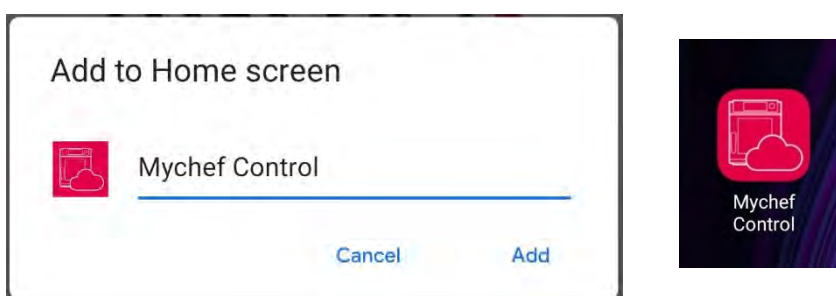 Add to Home screen
Mychef Control
Cancel Add
Mychef
Control